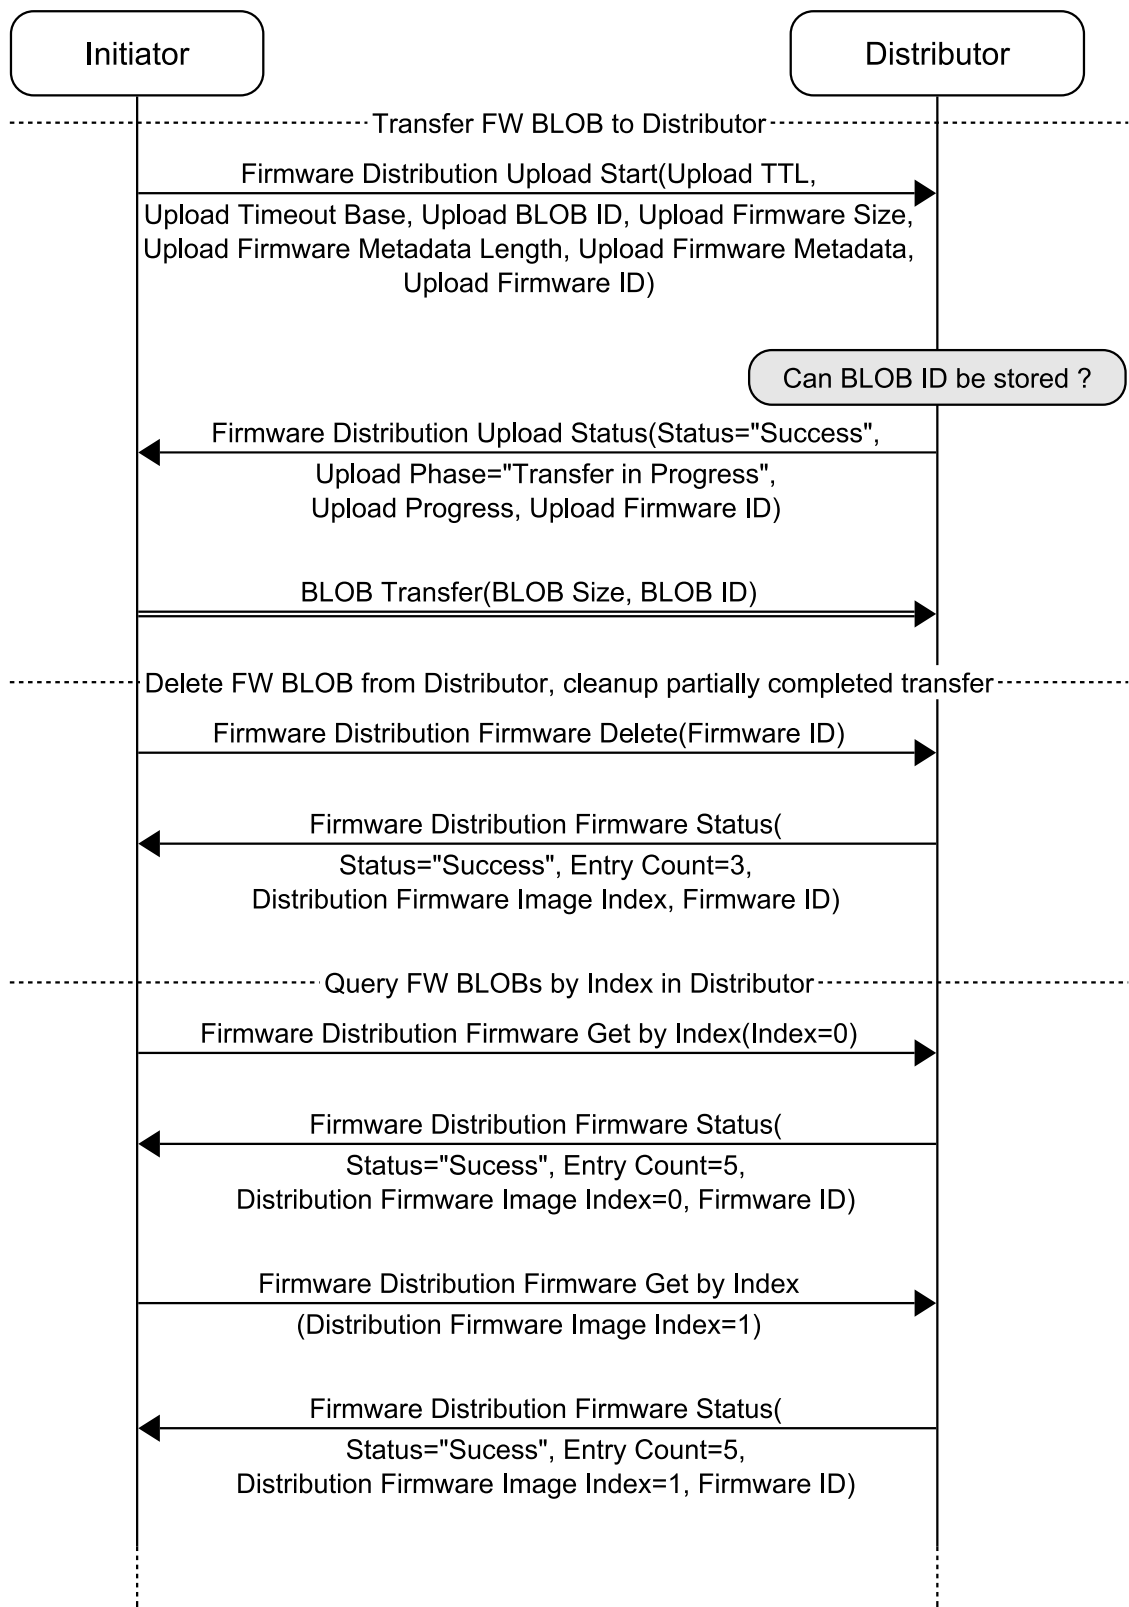 Initiator
Distributor
Transfer FW BLOB to Distributor
Firmware Distribution Upload Start(Upload TTL,
Upload Timeout Base, Upload BLOB ID, Upload Firmware Size,
Upload Firmware Metadata Length, Upload Firmware Metadata,
Upload Firmware ID)
Can BLOB ID be stored ?
Firmware Distribution Upload Status(Status="Success",
Upload Phase="Transfer in Progress",
Upload Progress, Upload Firmware ID)
BLOB Transfer(BLOB Size, BLOB ID)
Delete FW BLOB from Distributor, cleanup partially completed transfer
Firmware Distribution Firmware Delete(Firmware ID)
Firmware Distribution Firmware Status(
Status="Success", Entry Count=3,
Distribution Firmware Image Index, Firmware ID)
Query FW BLOBs by Index in Distributor
Firmware Distribution Firmware Get by Index(Index=0)
Firmware Distribution Firmware Status(
Status="Sucess", Entry Count=5,
Distribution Firmware Image Index=0, Firmware ID)
Firmware Distribution Firmware Get by Index
(Distribution Firmware Image Index=1)
Firmware Distribution Firmware Status(
Status="Sucess", Entry Count=5,
Distribution Firmware Image Index=1, Firmware ID)